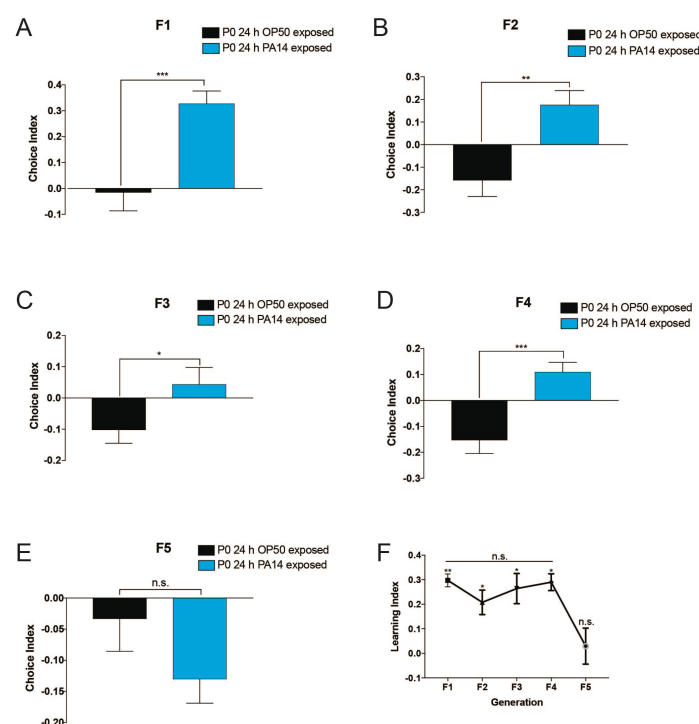 A
F1
P0 24 h OP50 exposed
P0 24 h PA14 exposed
***
0.4
0.3
0.2
0.1
0.0
-0.1
Choice Index
B
F2
P0 24 h OP50 exposed
P0 24 h PA14 exposed
**
0.3
0.2
0.1
0.0
-0.1
-0.2
-0.3
Choice Index
C
F3
P0 24 h OP50 exposed
P0 24 h PA14 exposed
*
0.2
0.1
0.0
-0.1
-0.2
Choice Index
D
F4
P0 24 h OP50 exposed
P0 24 h PA14 exposed
***
0.2
0.1
0.0
-0.1
-0.2
-0.3
Choice Index
E
F5
P0 24 h OP50 exposed
P0 24 h PA14 exposed
n.s.
0.00
-0.05
-0.10
-0.15
-0.20
Choice Index
F
n.s.
0.4
0.3
0.2
0.1
0.0
-0.1
Learning Index
**
*
*
*
n.s.
F1 F2 F3 F4 F5
Generation